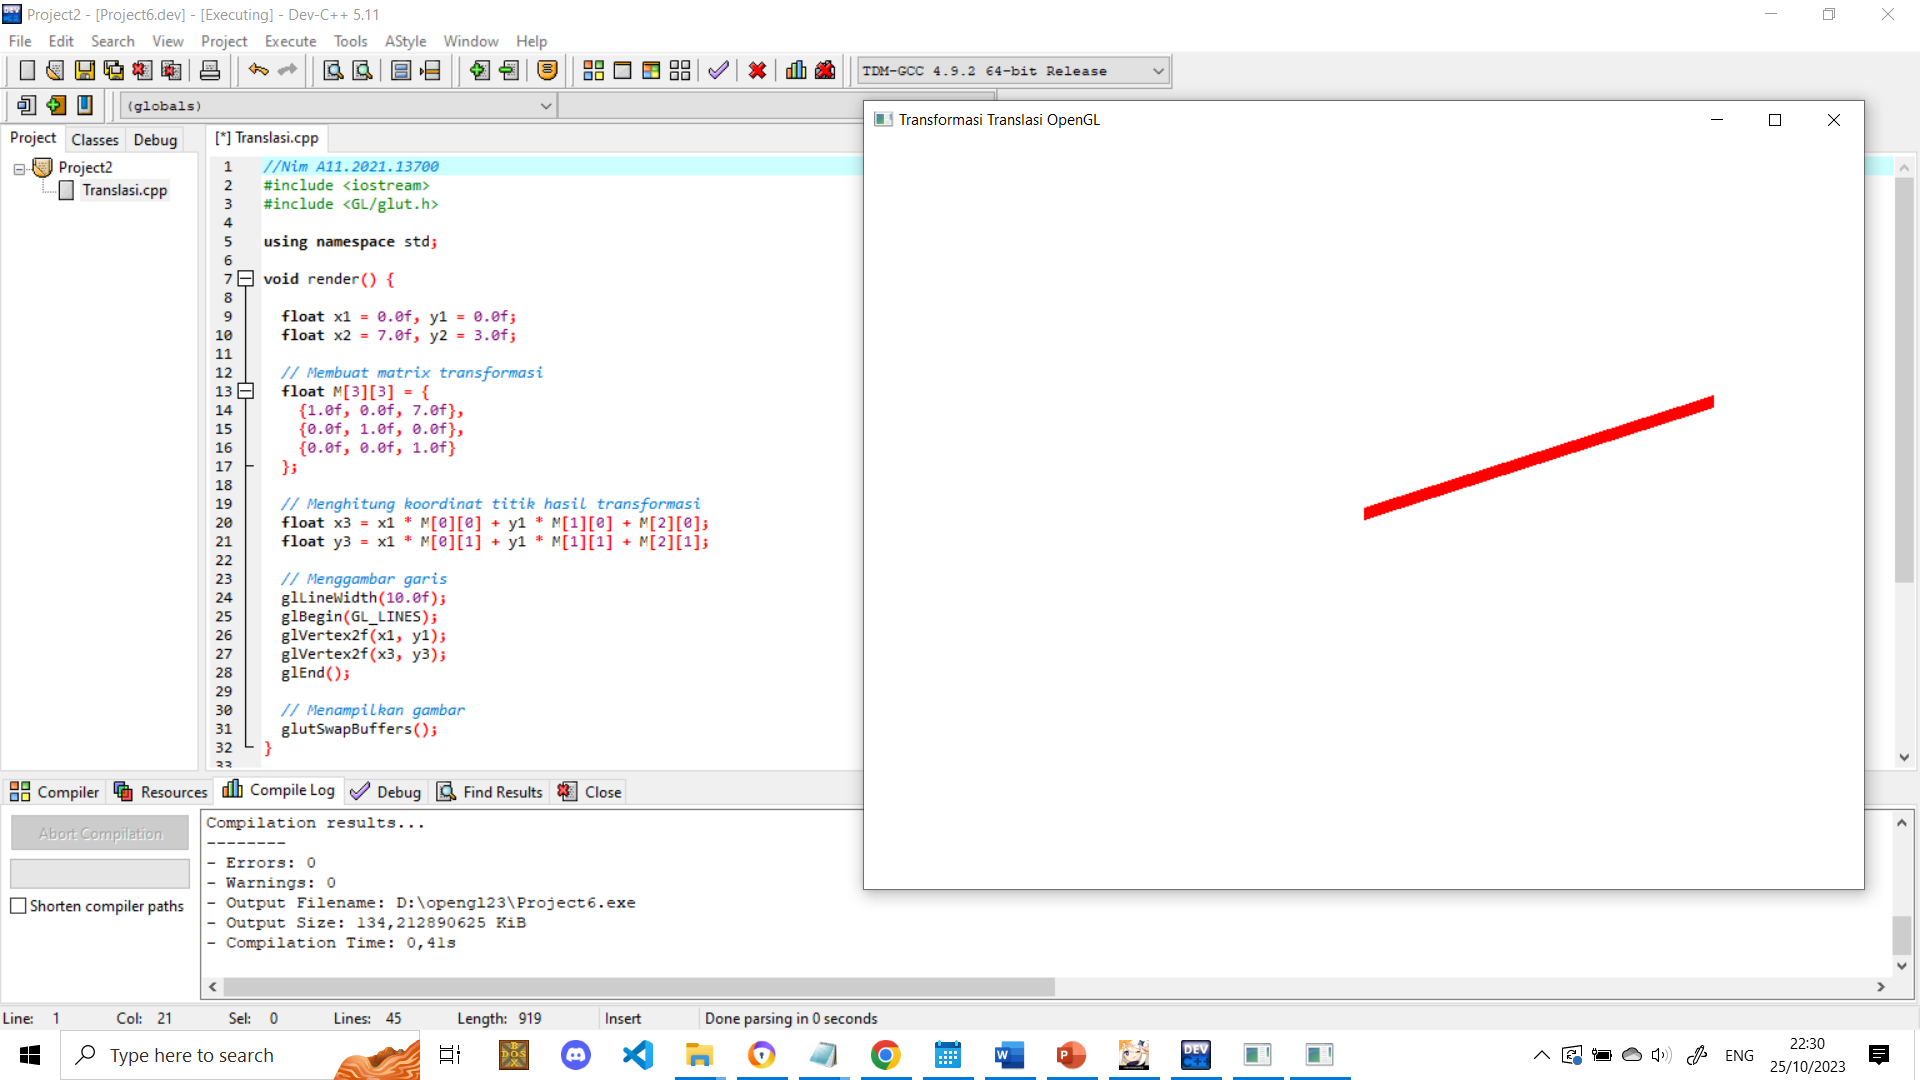 Project2 - [Project6.dev] - [Executing] - Dev-C++ 5.11
File Edit Search View Project Execute Tools AStyle Window Help
TDM-GCC 4.9.2 64-bit Release
(globals)
Project Classes Debug
Project2
Translasi.cpp
[*] Translasi.cpp
1 //Nim A11.2021.13700
2 #include <iostream>
3 #include <GL/glut.h>
4
5 using namespace std;
6
7 void render() {
8
9 float x1 = 0.0f, y1 = 0.0f;
10 float x2 = 7.0f, y2 = 3.0f;
11
12 // Membuat matrix transformasi
13 float M[3][3] = {
14 {1.0f, 0.0f, 7.0f},
15 {0.0f, 1.0f, 0.0f},
16 {0.0f, 0.0f, 1.0f}
17 };
18
19 // Menghitung koordinat titik hasil transformasi
20 float x3 = x1 * M[0][0] + y1 * M[1][0] + M[2][0];
21 float y3 = x1 * M[0][1] + y1 * M[1][1] + M[2][1];
22
23 // Menggambar garis
24 glLineWidth(10.0f);
25 glBegin(GL_LINES);
26 glVertex2f(x1, y1);
27 glVertex2f(x3, y3);
28 glEnd();
29
30 // Menampilkan gambar
31 glutSwapBuffers();
32 }
33
Transformasi Translasi OpenGL
Compiler Resources Compile Log Debug Find Results Close
Abort Compilation
Shorten compiler paths
Compilation results...
--------
- Errors: 0
- Warnings: 0
- Output Filename: D:\opengl23\Project6.exe
- Output Size: 134,212890625 KiB
- Compilation Time: 0,41s
Line: 1 Col: 21 Sel: 0 Lines: 45 Length: 919 Insert Done parsing in 0 seconds
Type here to search
ENG
22:30
25/10/2023